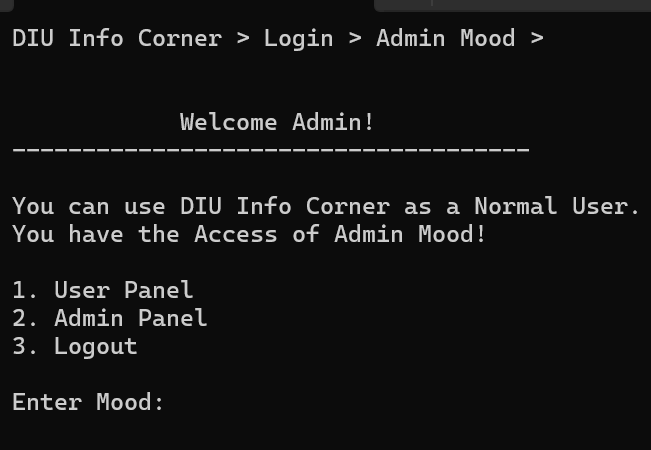 DIU Info Corner > Login > Admin Mood >
Welcome Admin!
-------------------------------------
You can use DIU Info Corner as a Normal User.
You have the Access of Admin Mood!
1. User Panel
2. Admin Panel
3. Logout
Enter Mood: